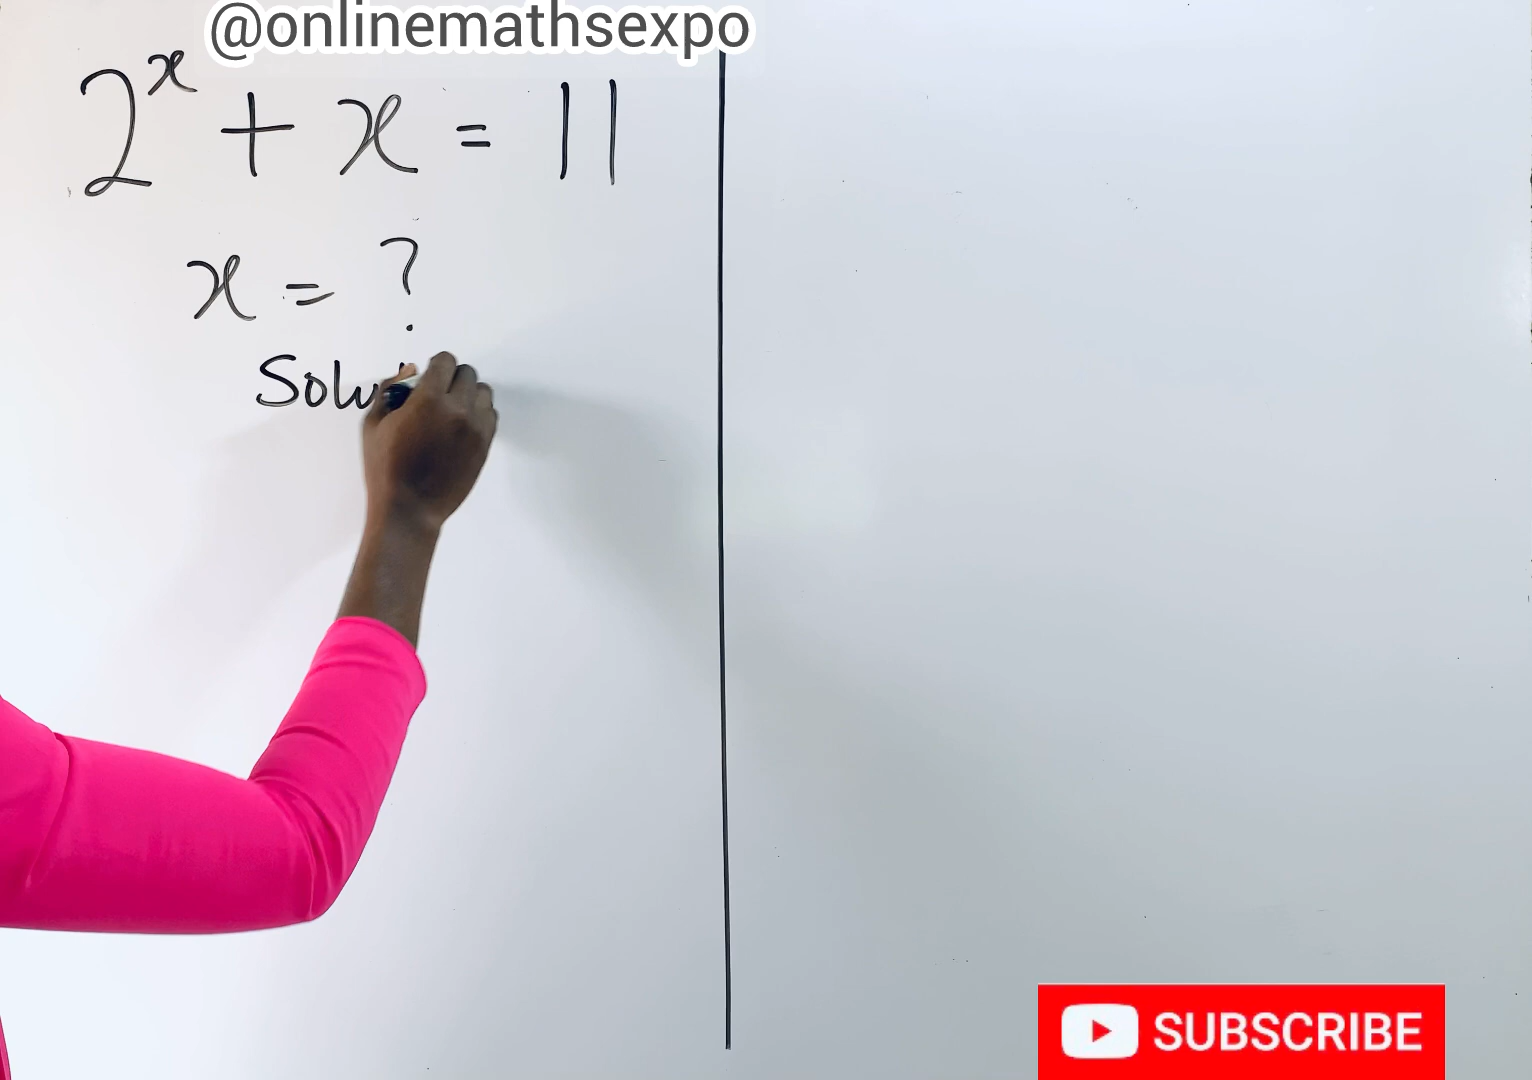 @onlinemathsexpo
2^x + x = 11
x = ?
SUBSCRIBE